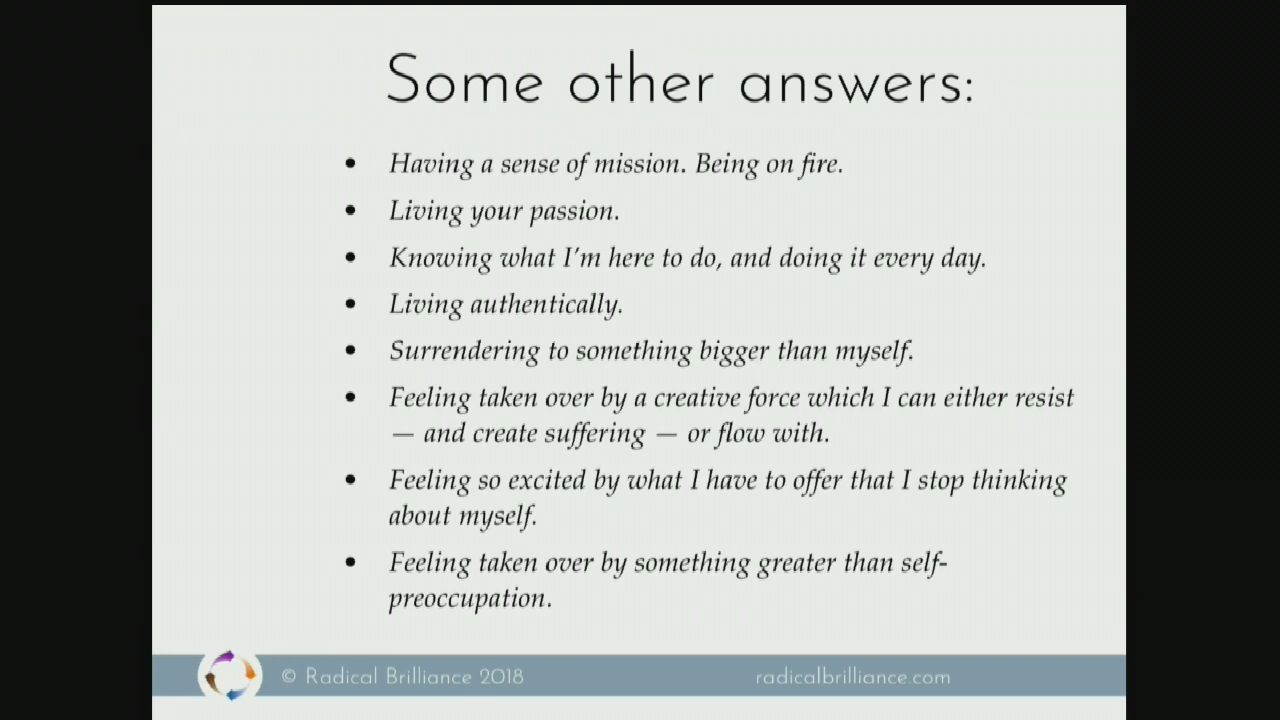 Some other answers:
• Having a sense of mission. Being on fire.
• Living your passion.
• Knowing what I'm here to do, and doing it every day.
• Living authentically.
• Surrendering to something bigger than myself.
• Feeling taken over by a creative force which I can either resist
— and create suffering — or flow with.
• Feeling so excited by what I have to offer that I stop thinking
about myself.
• Feeling taken over by something greater than self-
preoccupation.
© Radical Brilliance 2018 radicalbrilliance.com